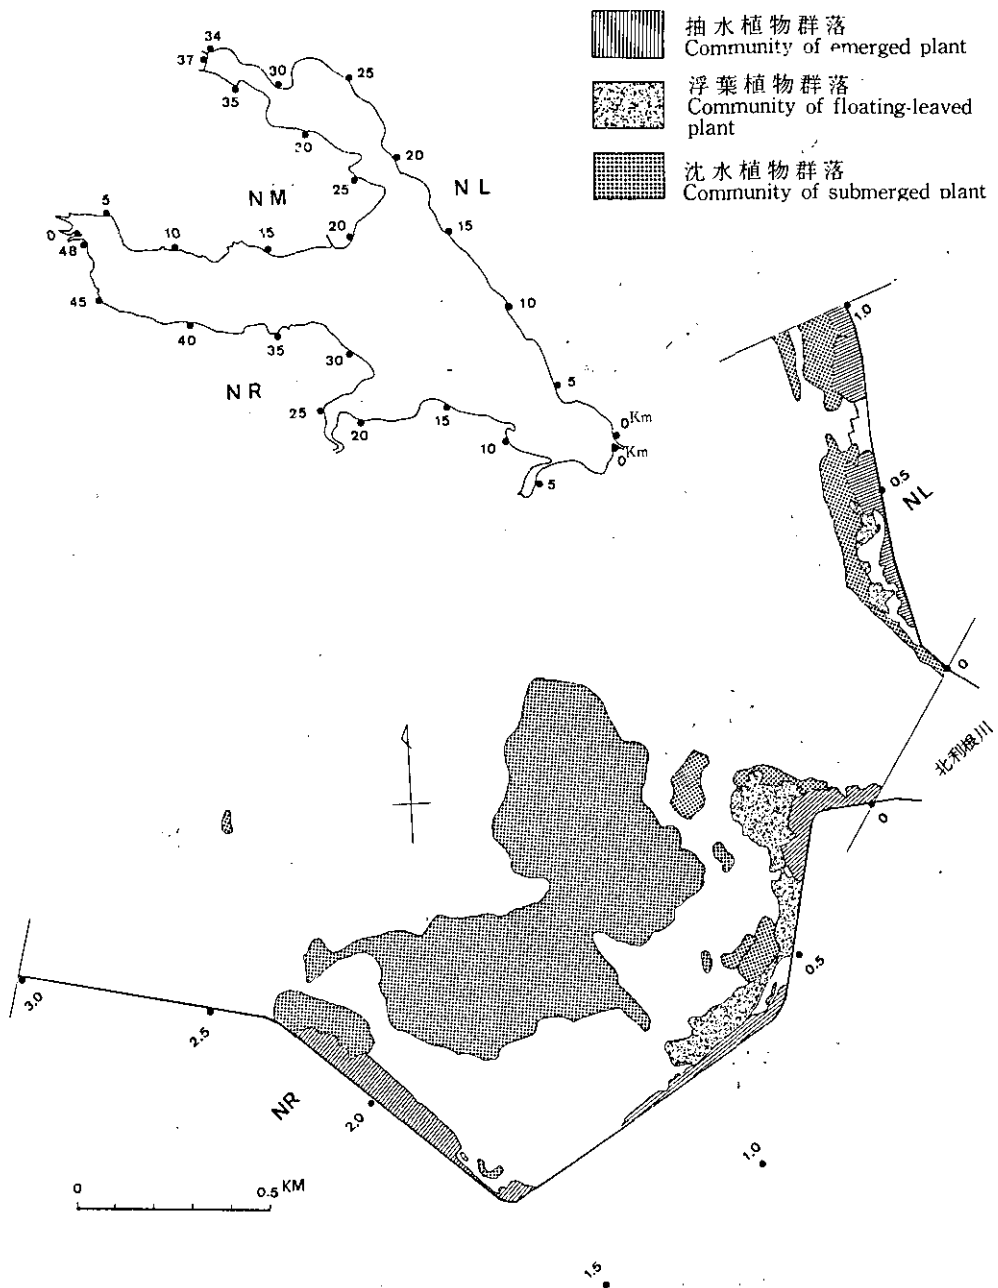 抽水植物群落
Community of emerged plant
浮葉植物群落
Community of floating-leaved
plant
沈水植物群落
Community of submerged plant
34
37
35
30
25
30
20
NM
25
NL
5
0
48
10
15
20
15
45
40
35
10
30
NR
25
20
15
5
10
0Km
0Km
5
1.0
0.5
NL
0
北利根川
0
0.5
3.0
2.5
NR
2.0
1.0
0
0.5 KM
1.5